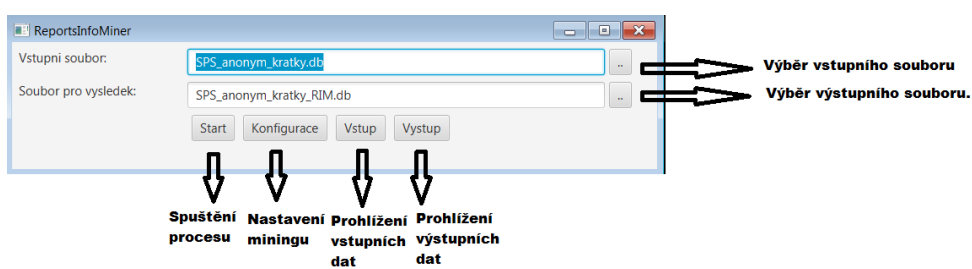 ReportsInfoMiner
Vstupni soubor:
SPS_anonym_kratky.db
..
Výběr vstupního souboru
Soubor pro vysledek:
SPS_anonym_kratky_RIM.db
..
Výběr výstupního souboru.
Start
Konfigurace
Vstup
Vystup
Spuštění
procesu
Nastavení
miningu
Prohlížení
vstupních
dat
Prohlížení
výstupních
dat